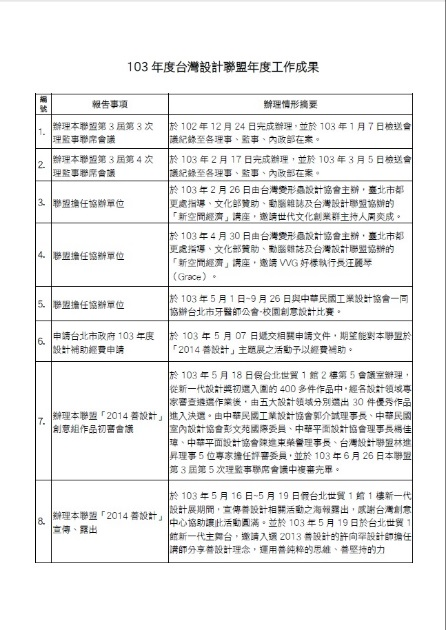 103 年度台灣設計聯盟年度工作成果
編號
報告事項
辦理情形摘要
1.
辦理本聯盟第 3 屆第 3 次
理監事聯席會議
於 102 年 12 月 24 日完成辦理，並於 103 年 1 月 7 日檢送會
議紀錄至各理事、監事、內政部在案。
2.
辦理本聯盟第 3 屆第 4 次
理監事聯席會議
於 103 年 2 月 17 日完成辦理，並於 103 年 3 月 5 日檢送會
議紀錄至各理事、監事、內政部在案。
3.
聯盟擔任協辦單位
於 103 年 2 月 26 日由台灣變形蟲設計協會主辦，臺北市都
更處指導、文化部贊助、動腦雜誌及台灣設計聯盟協辦的
「新空間經濟」講座，邀請世代文化創業群主持人周奕成。
4.
聯盟擔任協辦單位
於 103 年 4 月 30 日由台灣變形蟲設計協會主辦，臺北市都
更處指導、文化部贊助、動腦雜誌及台灣設計聯盟協辦的
「新空間經濟」講座，邀請 VVG 好樣執行長汪麗琴
（Grace）。
5.
聯盟擔任協辦單位
於 103 年 5 月 1 日~9 月 26 日與中華民國工業設計協會一同
協辦台北市牙醫師公會-校園創意設計比賽。
6.
申請台北市政府 103 年度
設計補助經費申請
於 103 年 5 月 07 日遞交相關申請文件，期望能對本聯盟於
「2014 善設計」主題展之活動予以經費補助。
7.
辦理本聯盟「2014 善設計」
創意組作品初審會議
於 103 年 5 月 18 日假台北世貿 1 館 2 樓第 5 會議室辦理，
從新一代設計獎初選入圍的 400 多件作品中，經各設計領域專
家審查遴選作業後，由五大設計領域分別選出 30 件優秀作品
進入決選。由中華民國工業設計協會郭介誠理事長、中華民國
室內設計協會彭文苑國際委員、中華平面設計協會理事長楊佳
璋、中華平面設計協會陳進東榮譽理事長、台灣設計聯盟林進
昇理事 5 位專家擔任評審委員，並於 103 年 6 月 26 日本聯盟
第 3 屆第 5 次理監事聯席會議中複審完畢。
8.
辦理本聯盟「2014 善設計」
宣傳、露出
於 103 年 5 月 16 日~5 月 19 日假台北世貿 1 館 1 樓新一代
設計展期間，宣傳善設計相關活動之海報露出，感謝台灣創意
中心協助讓此活動圓滿。並於 103 年 5 月 19 日於台北世貿 1
館新一代主舞台，邀請入選 2013 善設計的許向罕設計師擔任
講師分享善設計理念，運用善純粹的思維、善堅持的力